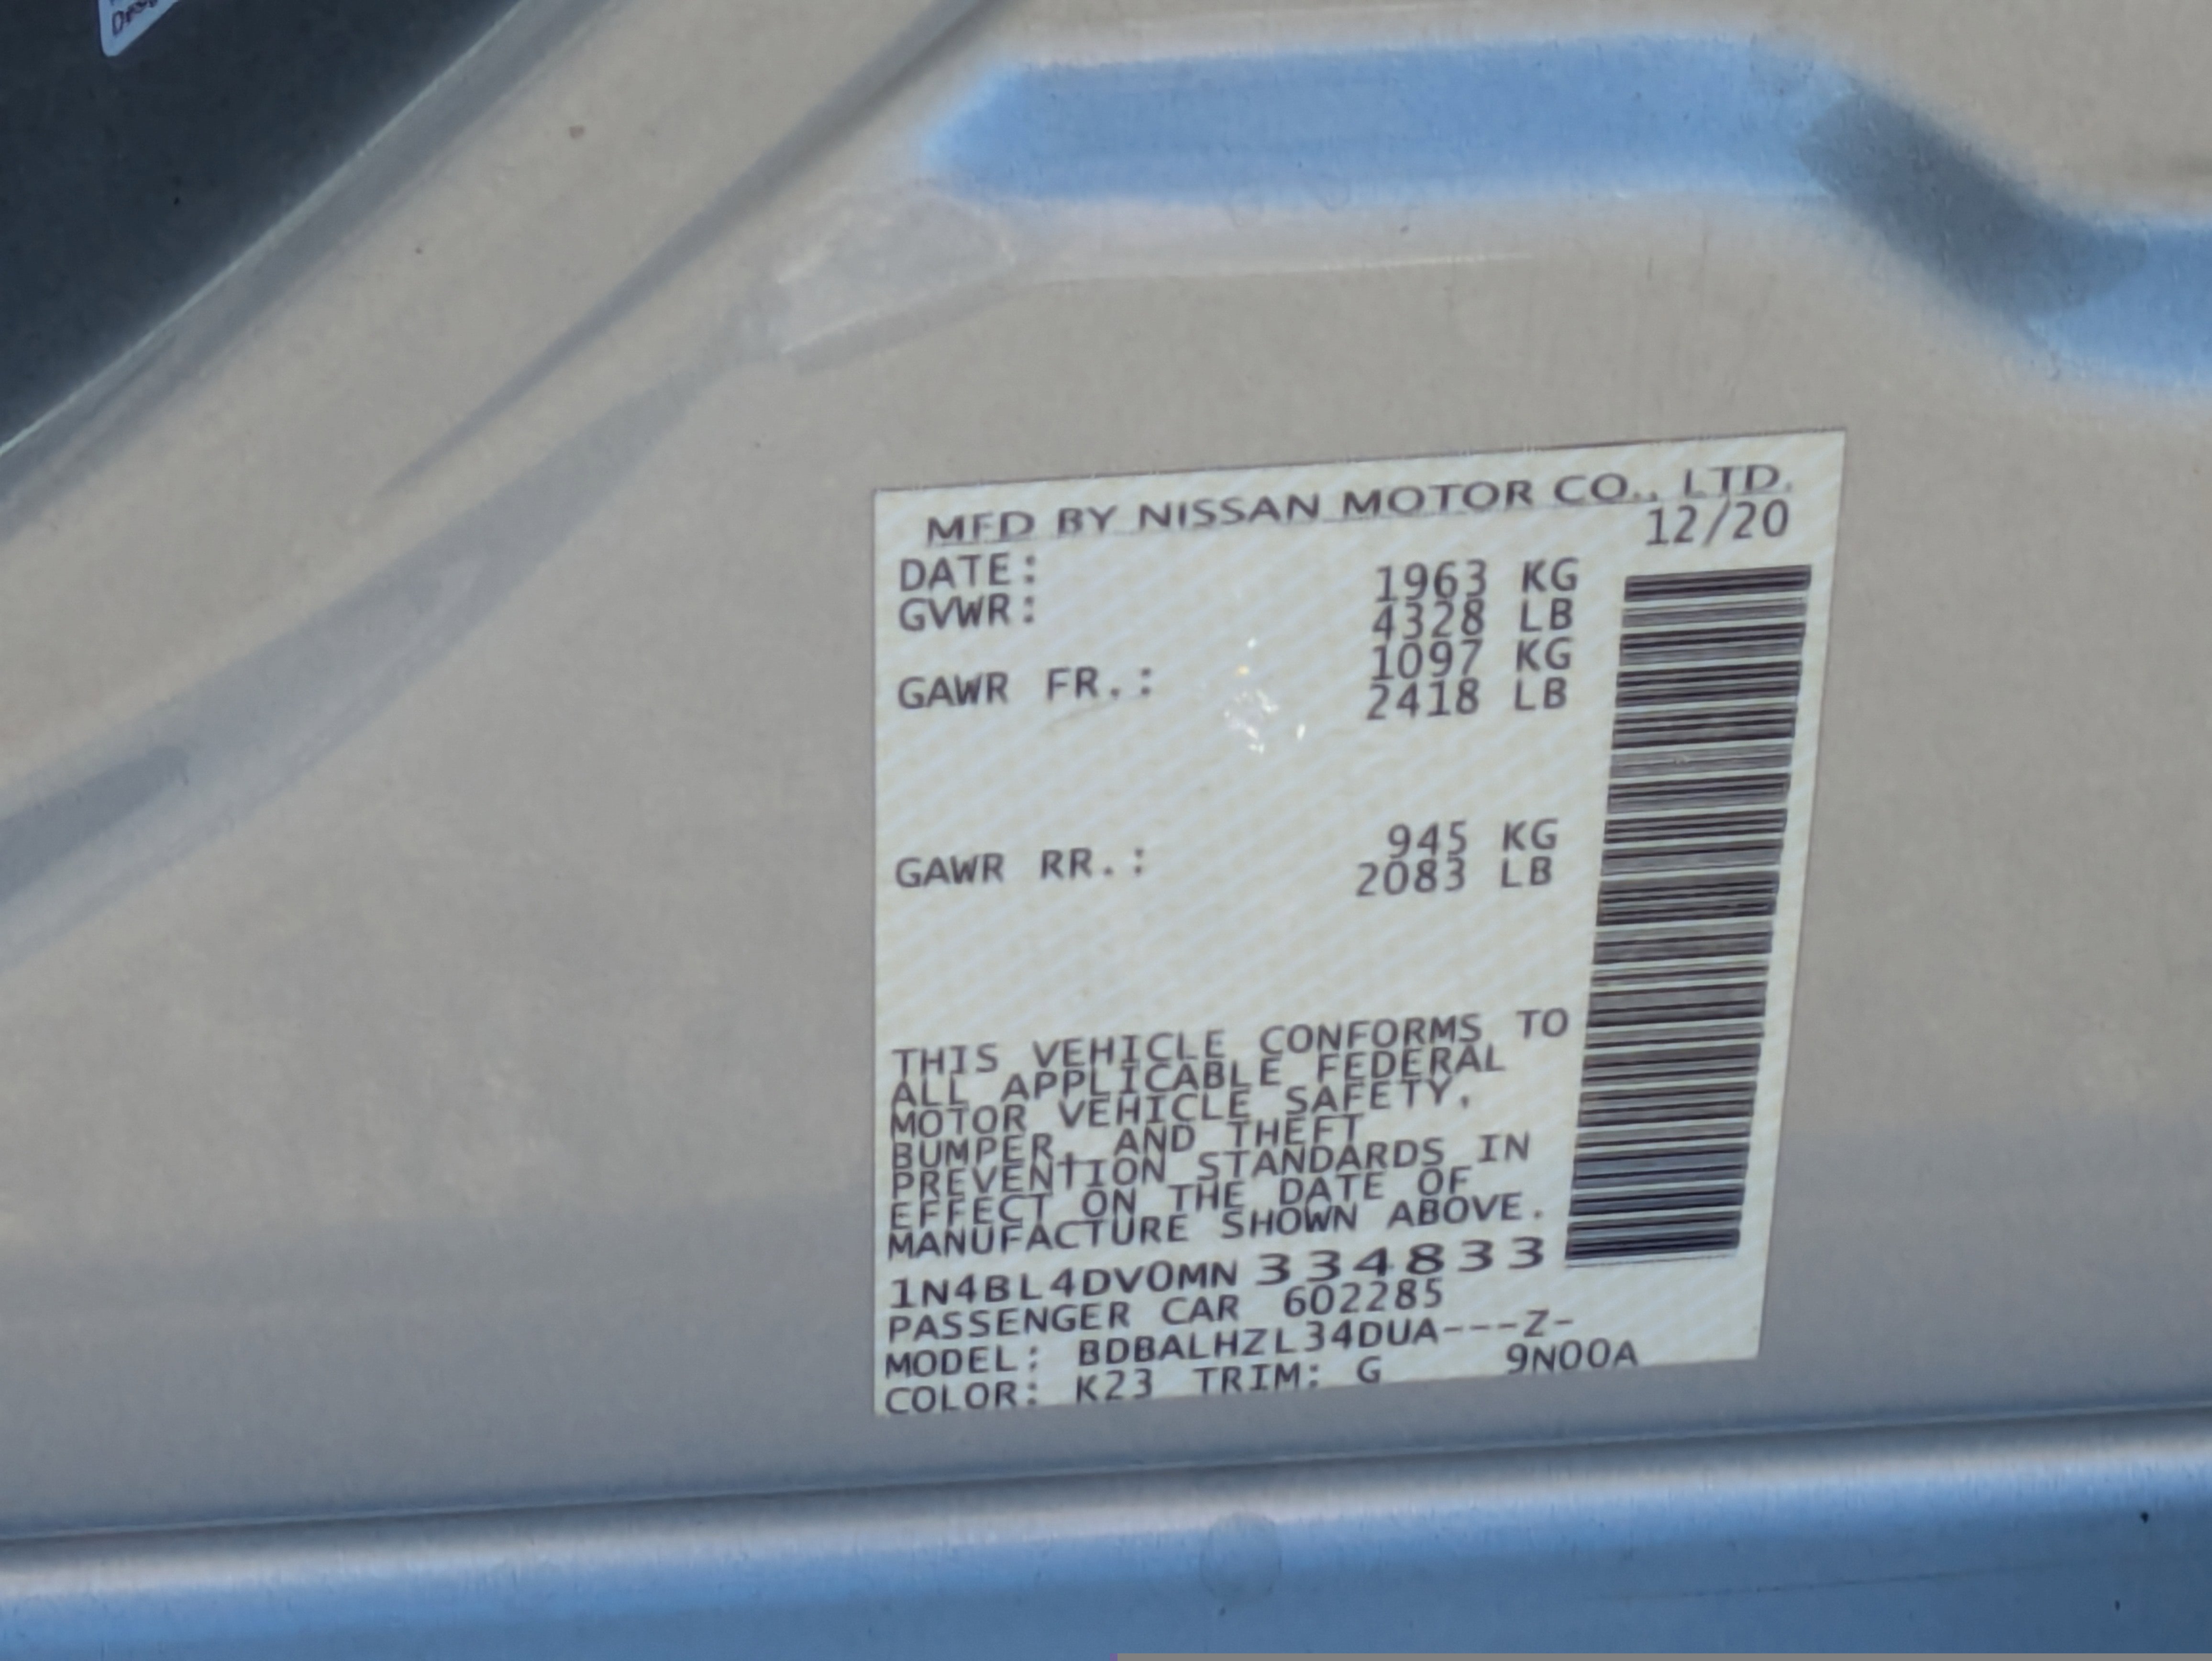 MFD BY NISSAN MOTOR CO., LTD.
DATE: 12/20
GVWR: 1963 KG
4328 LB
GAWR FR.: 1097 KG
2418 LB
GAWR RR.: 945 KG
2083 LB
THIS VEHICLE CONFORMS TO
ALL APPLICABLE FEDERAL
MOTOR VEHICLE SAFETY,
BUMPER, AND THEFT
PREVENTION STANDARDS IN
EFFECT ON THE DATE OF
MANUFACTURE SHOWN ABOVE.
1N4BL4DV0MN 334833
PASSENGER CAR 602285
MODEL: BDBALHZL34DUA---Z-
COLOR: K23 TRIM: G 9N00A